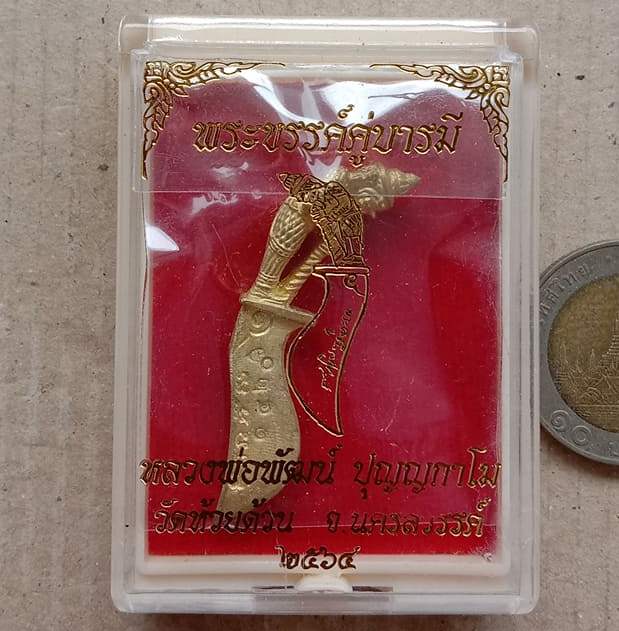 พระขรรค์คู่บารมี
หลวงพ่อพัฒน์ ปุญญกาโม
วัดห้วยด้วน จ.นครสวรรค์
๒๕๖๔
๑๐